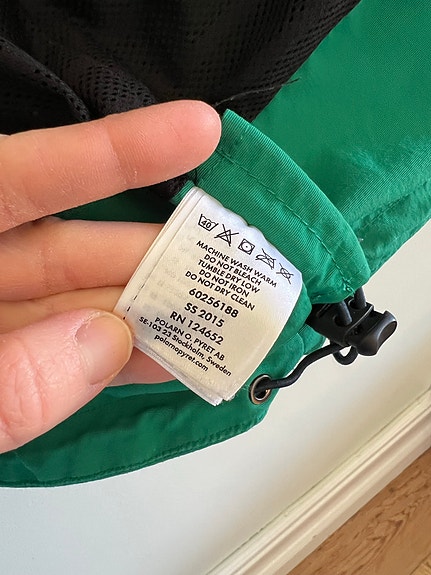 40
MACHINE WASH WARM
DO NOT BLEACH
TUMBLE DRY LOW
DO NOT IRON
DO NOT DRY CLEAN
60256188
SS 2015
RN 124652
POLARN O. PYRET AB
SE-103 23 Stockholm, Sweden
polarnopyret.com